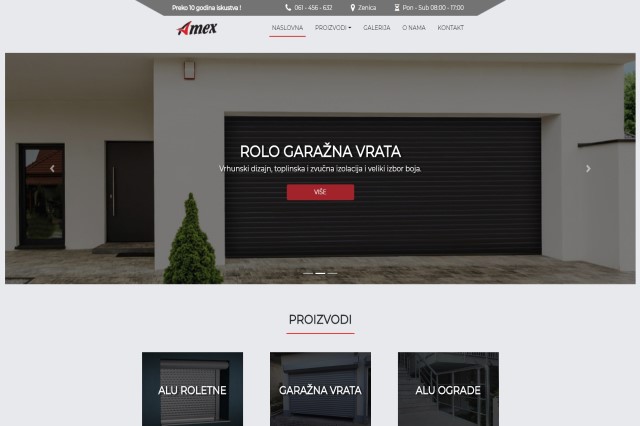 Preko 10 godina iskustva !
061 - 456 - 632
Zenica
Pon - Sub 08:00 - 17:00
Amex
NASLOVNA
PROIZVODI
GALERIJA
O NAMA
KONTAKT
ROLO GARAŽNA VRATA
Vrhunski dizajn, toplinska i zvučna izolacija i veliki izbor boja.
VIŠE
PROIZVODI
ALU ROLETNE
GARAŽNA VRATA
ALU OGRADE